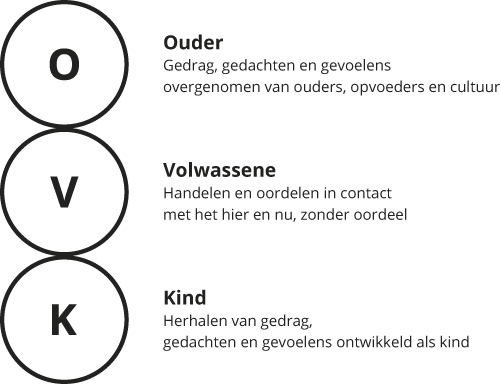 O
Ouder
Gedrag, gedachten en gevoelens
overgenomen van ouders, opvoeders en cultuur
V
Volwassene
Handelen en oordelen in contact
met het hier en nu, zonder oordeel
K
Kind
Herhalen van gedrag,
gedachten en gevoelens ontwikkeld als kind